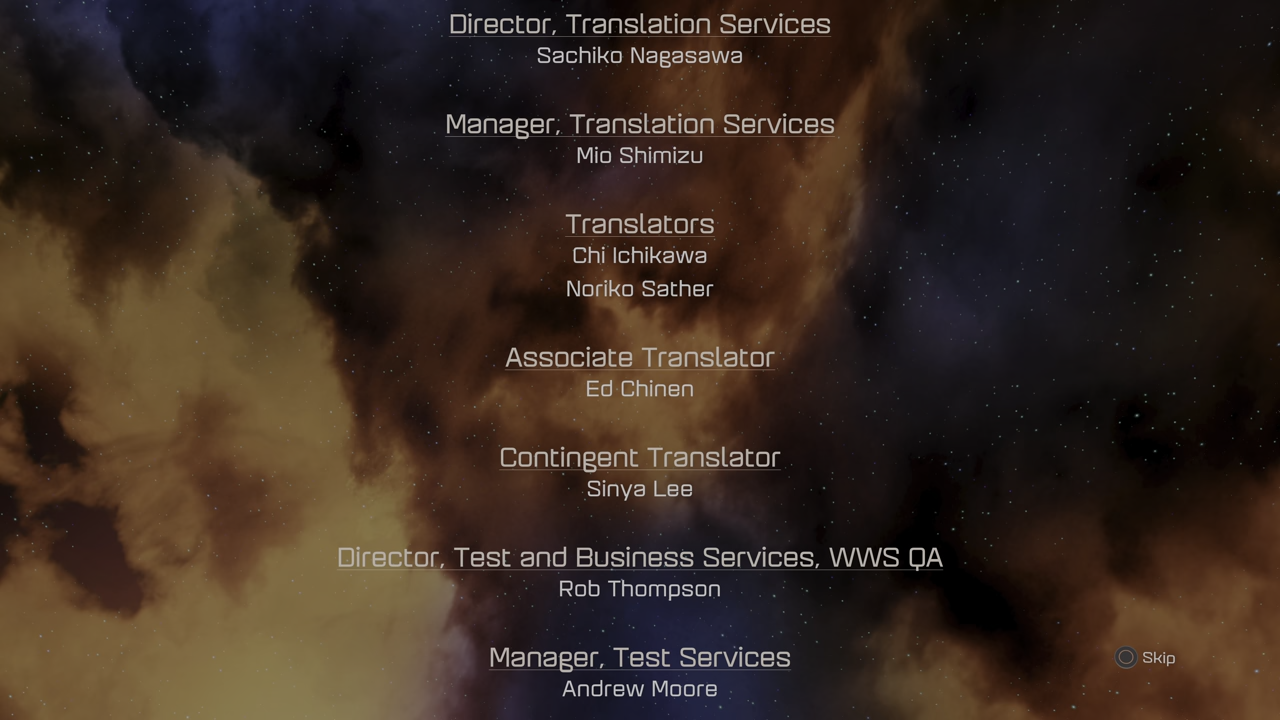 Director, Translation Services
Sachiko Nagasawa
Manager, Translation Services
Mio Shimizu
Translators
Chi Ichikawa
Noriko Sather
Associate Translator
Ed Chinen
Contingent Translator
Sinya Lee
Director, Test and Business Services, WWS QA
Rob Thompson
Manager, Test Services
Andrew Moore
Skip